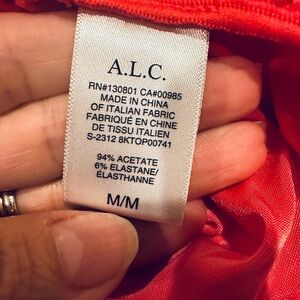 A.L.C.
RN#130801 CA#00985
MADE IN CHINA
OF ITALIAN FABRIC
FABRIQUÉ EN CHINE
DE TISSU ITALIEN
S-2312 8KTOP00741
94% ACETATE
6% ELASTANE/
ÉLASTHANNE
M/M